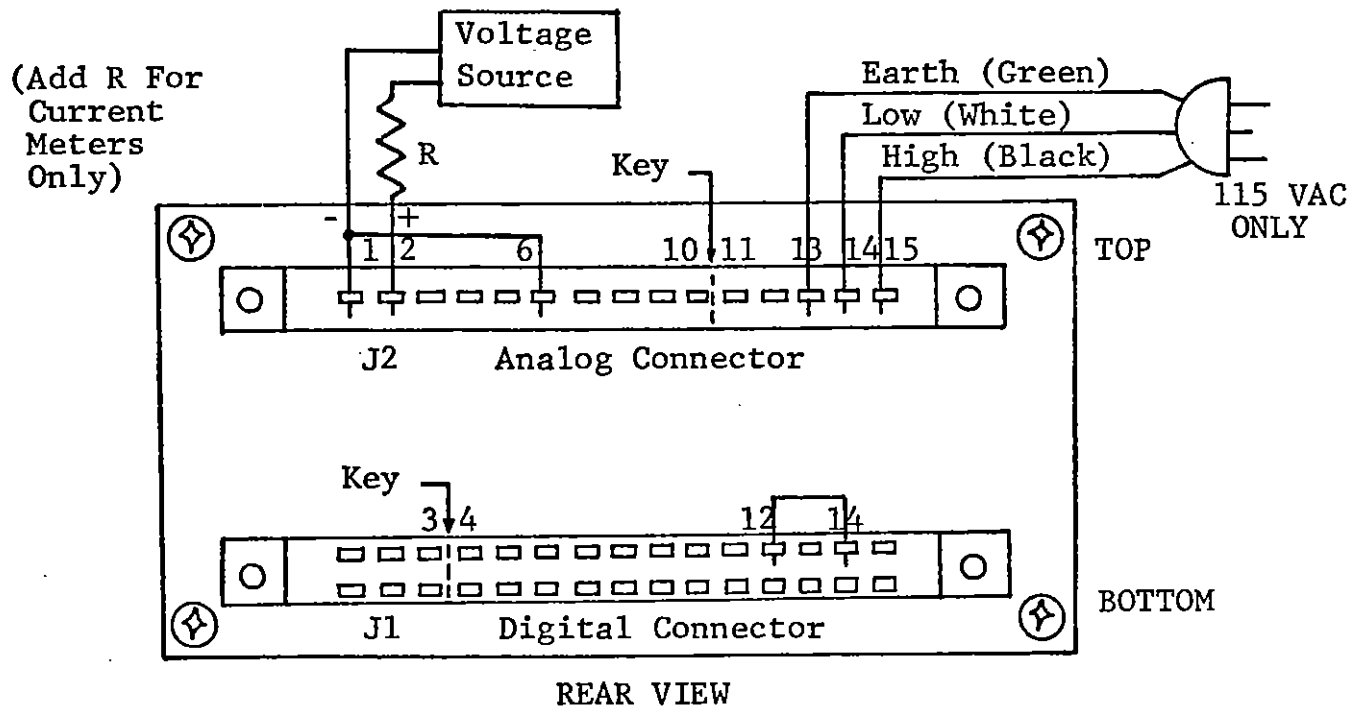 Voltage
Source
(Add R For
Current
Meters
Only)
R
Earth (Green)
Low (White)
High (Black)
115 VAC
ONLY
Key
- +
1 2 6 10 11 13 14 15
TOP
J2 Analog Connector
Key
3 4 12 14
J1 Digital Connector
BOTTOM
REAR VIEW